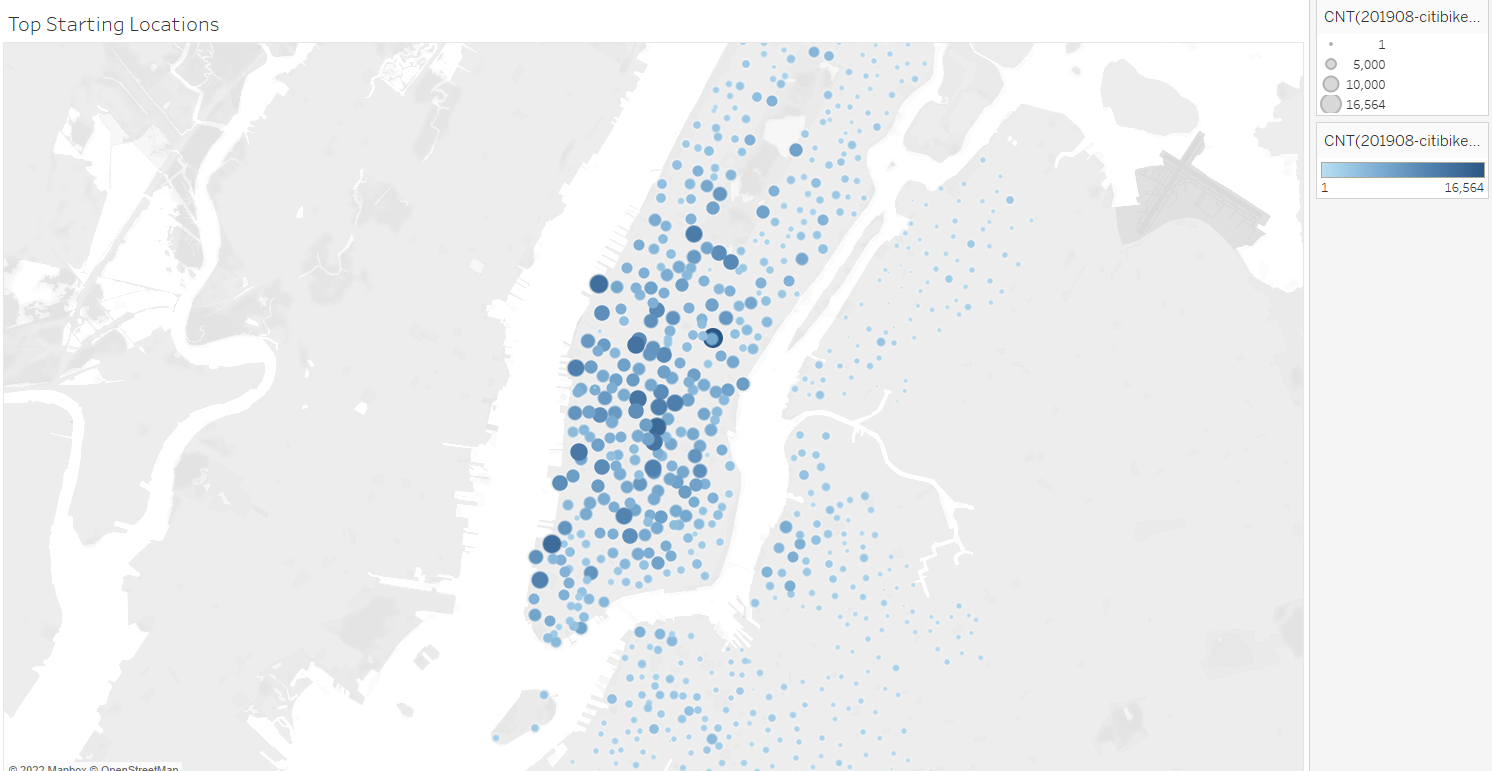 Top Starting Locations
CNT(201908-citibike...
1
5,000
10,000
16,564
CNT(201908-citibike...
1 16,564
© 2022 Mapbox © OpenStreetMap